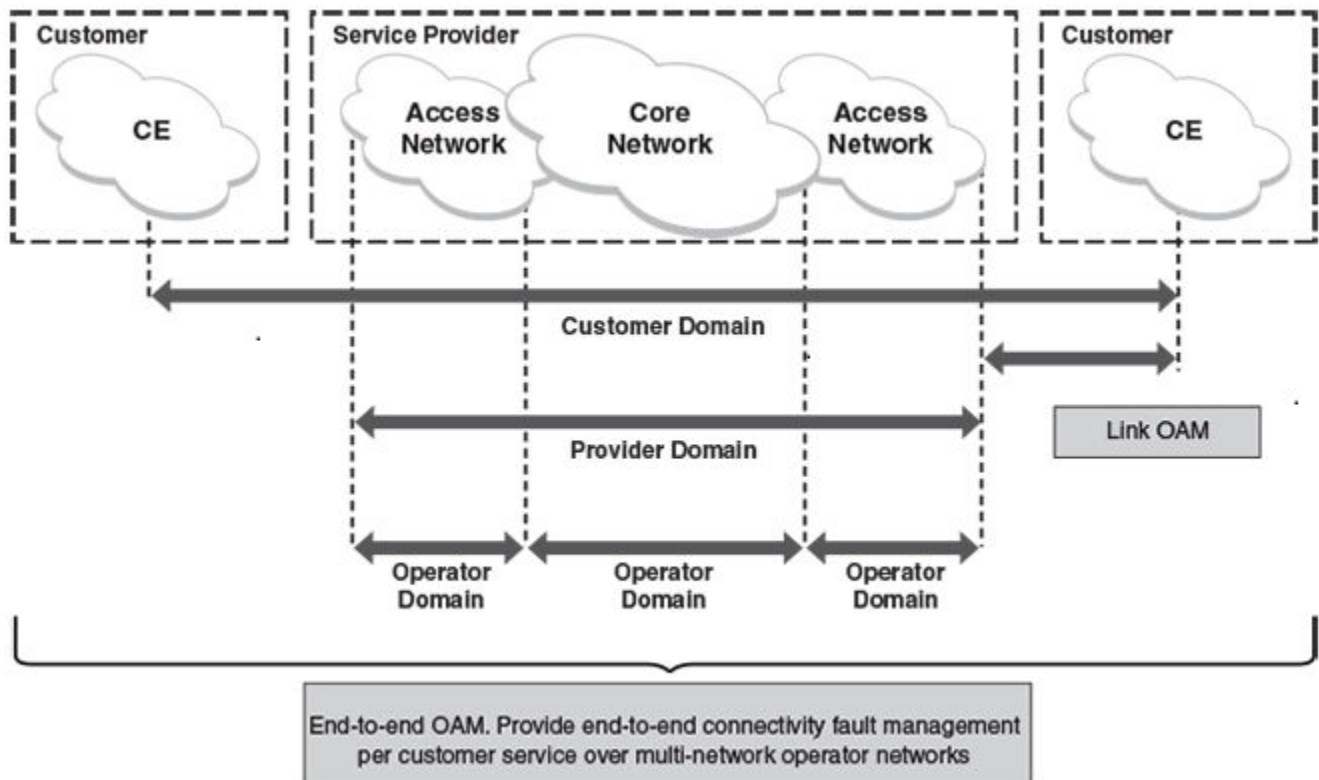 Customer
Service Provider
Customer
CE
Access
Network
Core
Network
Access
Network
CE
Customer Domain
Provider Domain
Link OAM
Operator
Domain
Operator
Domain
Operator
Domain
End-to-end OAM. Provide end-to-end connectivity fault management
per customer service over multi-network operator networks